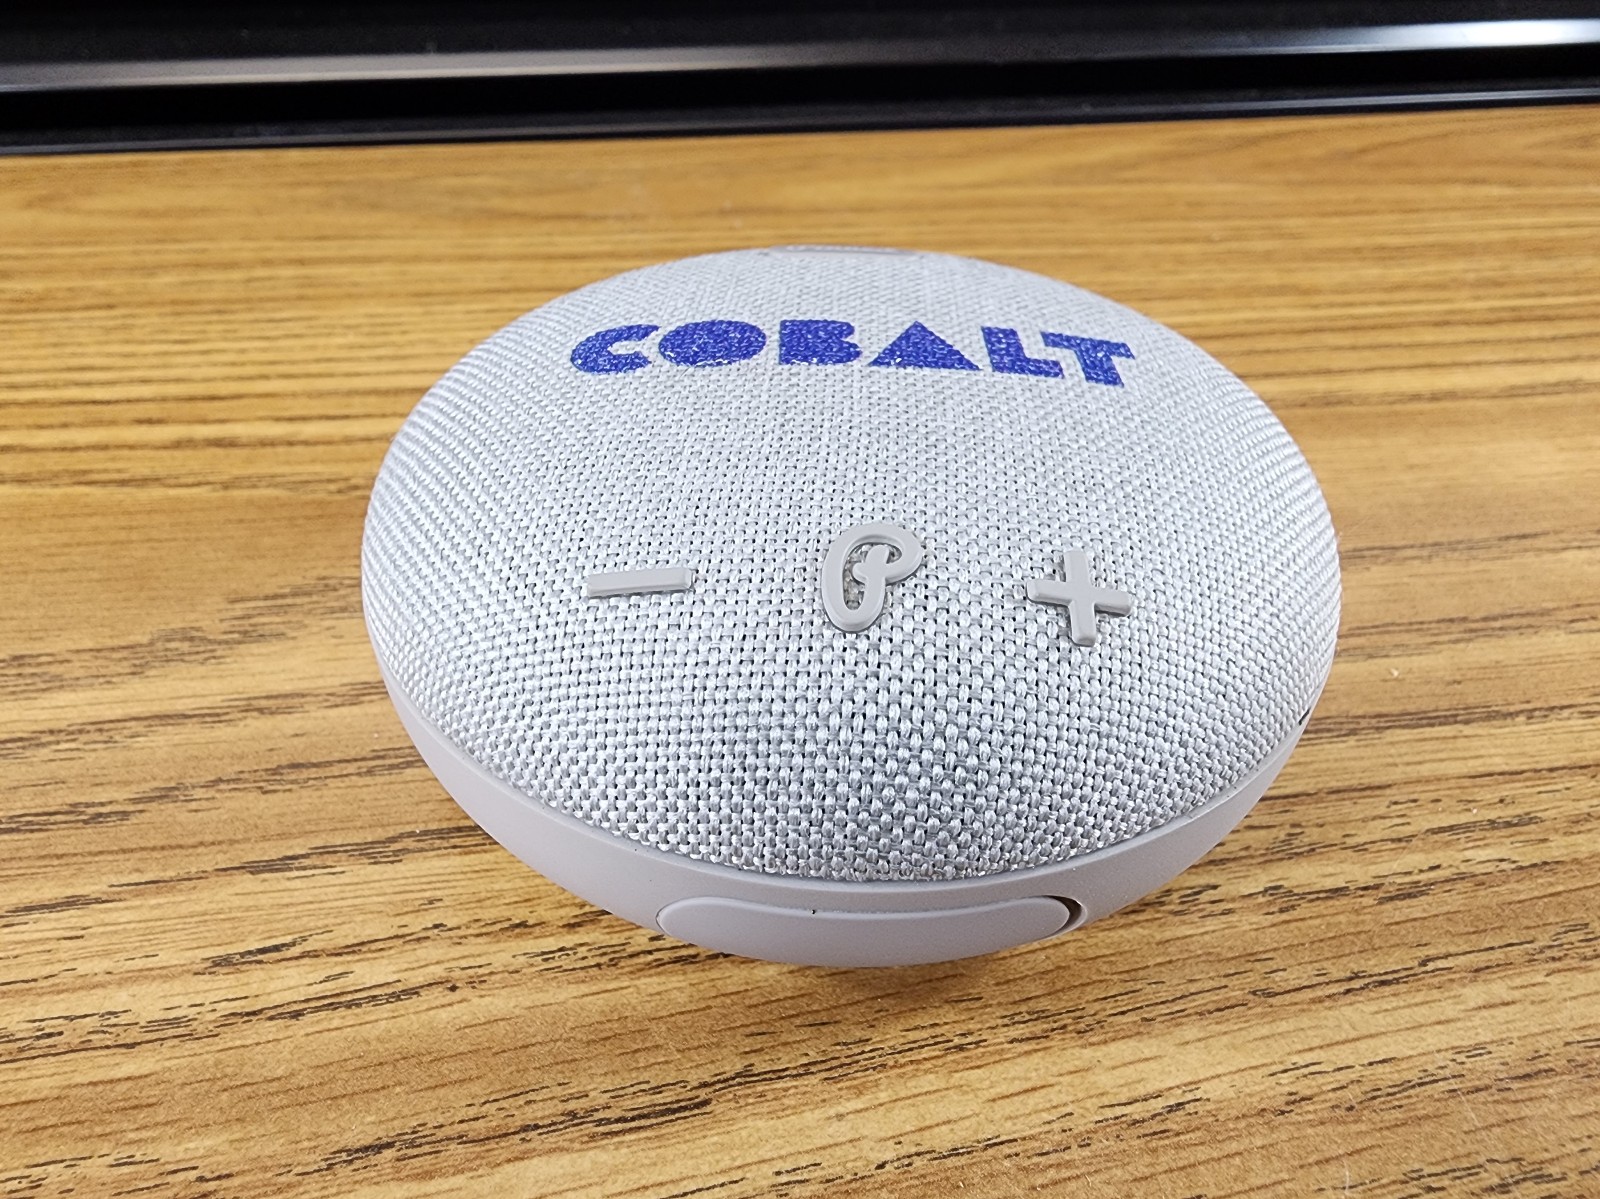 COBALT
- P +